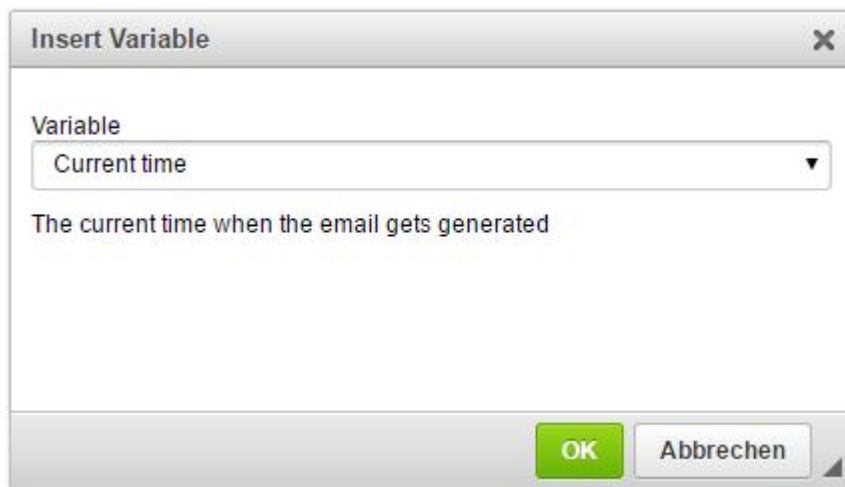 Insert Variable
Variable
Current time
The current time when the email gets generated
OK
Abbrechen